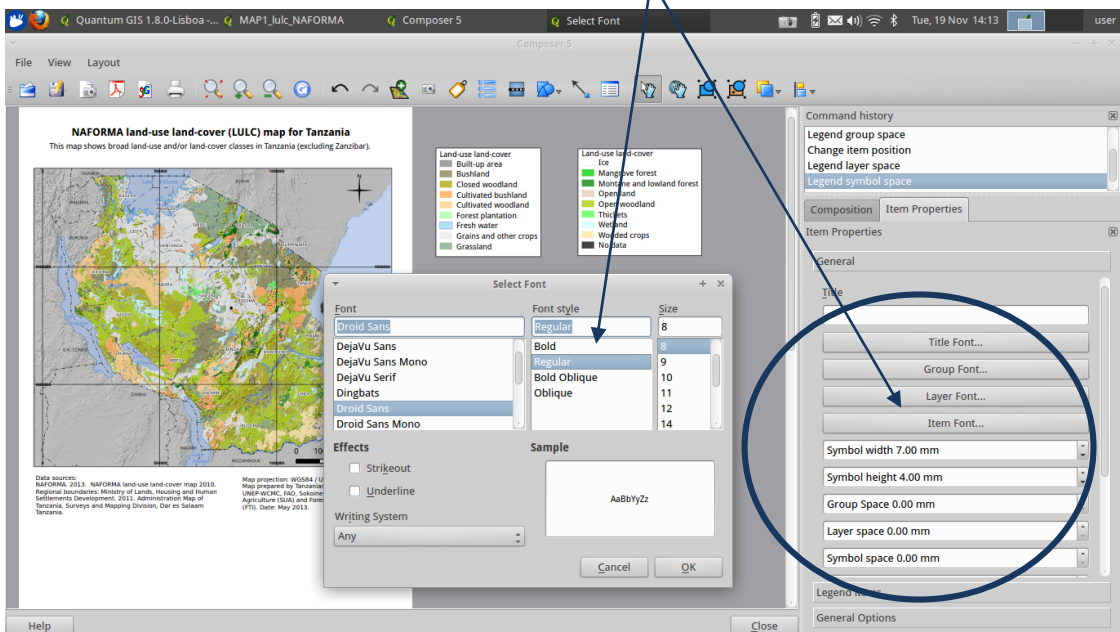 Quantum GIS 1.8.0-Lisboa -... MAP1_lulc_NAFORMA Composer 5 Select Font Tue, 19 Nov 14:13 user
Composer 5
File View Layout
NAFORMA land-use land-cover (LULC) map for Tanzania
This map shows broad land-use and/or land-cover classes in Tanzania (excluding Zanzibar).
Land-use land-cover
Built-up area
Bushland
Closed woodland
Cultivated bushland
Cultivated woodland
Forest plantation
Fresh water
Grains and other crops
Grassland
Land-use land-cover
Ice
Mangrove forest
Montane and lowland forest
Open land
Open woodland
Thickets
Wetland
Wooded crops
No data
Data sources:
NAFORMA. 2013. NAFORMA land-use land-cover map 2010.
Regional boundaries: Ministry of Lands, Housing and Human
Settlements Development. 2011. Administration Map of
Tanzania. Surveys and Mapping Division, Dar es Salaam
Tanzania.
Map projection: WGS84 / U
Map prepared by Tanzania
UNEP-WCMC, FAO, Sokoine
Agriculture (SUA) and Fore
(FTI). Date: May 2013.
Select Font
Font
Droid Sans
DejaVu Sans
DejaVu Sans Mono
DejaVu Serif
Dingbats
Droid Sans
Droid Sans Mono
Font style
Regular
Bold
Regular
Bold Oblique
Oblique
Size
8
8
9
10
11
12
14
Effects
Strikeout
Underline
Writing System
Any
Sample
AaBbYyZz
Cancel OK
Command history
Legend group space
Change item position
Legend layer space
Legend symbol space
Composition Item Properties
Item Properties
General
Title
Title Font...
Group Font...
Layer Font...
Item Font...
Symbol width 7.00 mm
Symbol height 4.00 mm
Group Space 0.00 mm
Layer space 0.00 mm
Symbol space 0.00 mm
Legend items
General Options
Help Close